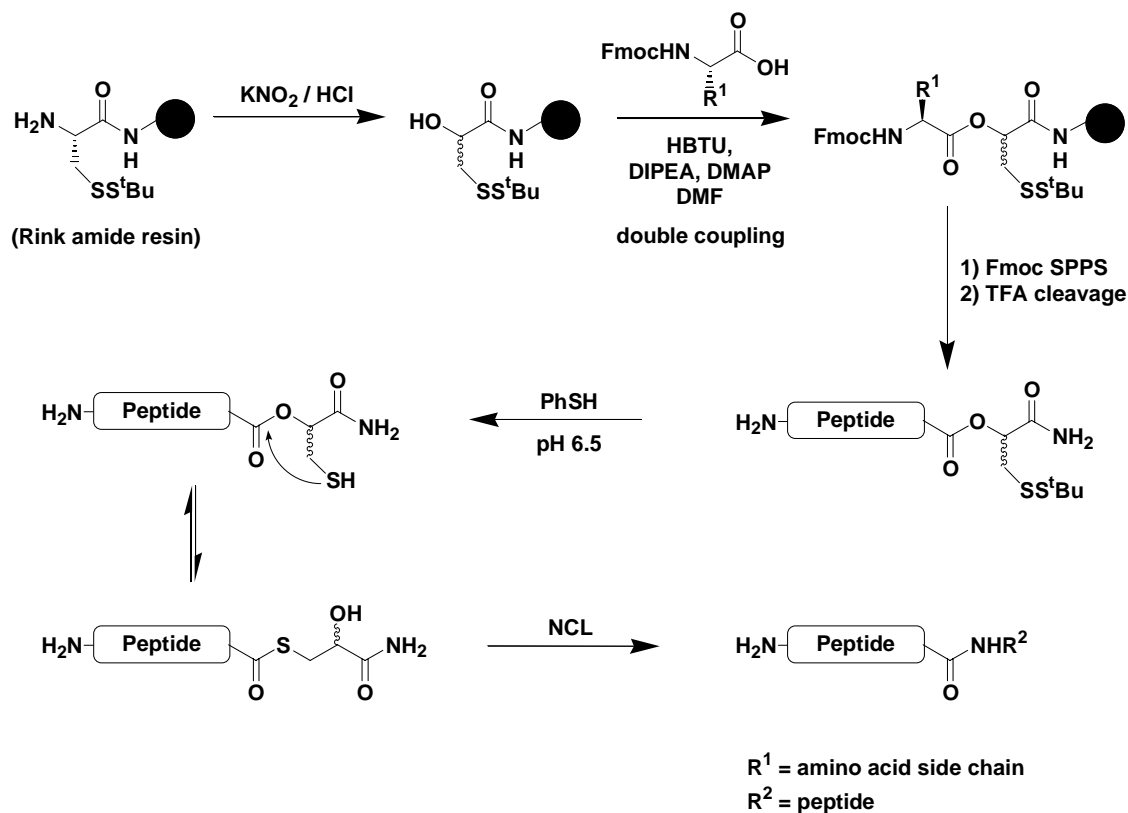 FmocHN
O
OH
R¹
H₂N
O
N
H
SSᵗBu
(Rink amide resin)
KNO₂ / HCl
HO
O
N
H
SSᵗBu
HBTU,
DIPEA, DMAP
DMF
double coupling
R¹
FmocHN
O
O
O
N
H
SSᵗBu
1) Fmoc SPPS
2) TFA cleavage
H₂N
Peptide
O
O
O
NH₂
SH
PhSH
pH 6.5
H₂N
Peptide
O
O
O
NH₂
SSᵗBu
H₂N
Peptide
O
S
OH
O
NH₂
NCL
H₂N
Peptide
O
NHR²
R¹ = amino acid side chain
R² = peptide